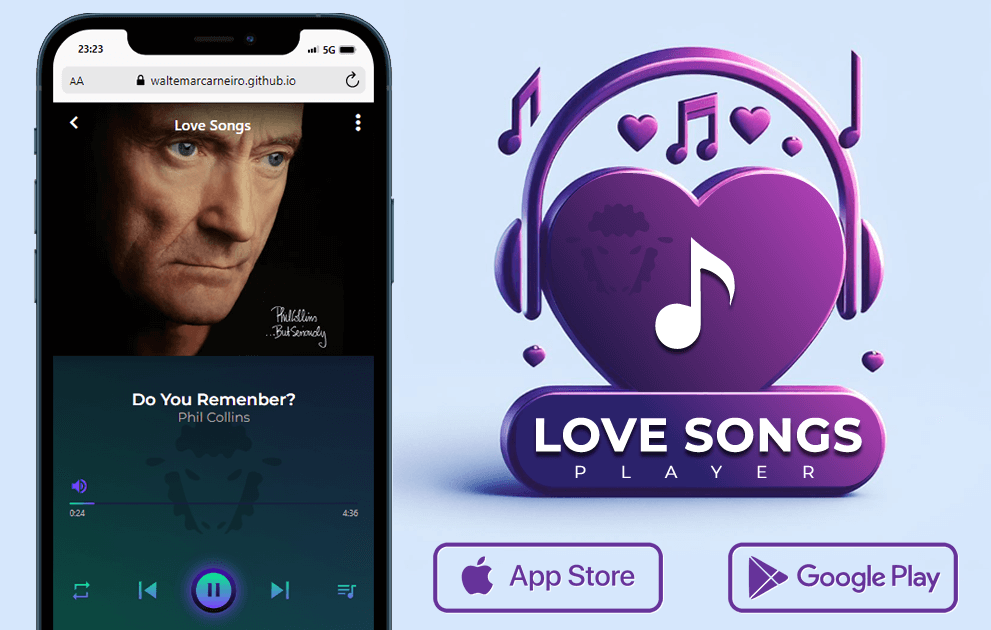 23:23
5G
AA
waltemarcarneiro.github.io
Love Songs
Phil Collins
...But Seriously
Do You Remenber?
Phil Collins
0:24
4:36
LOVE SONGS
PLAYER
App Store
Google Play